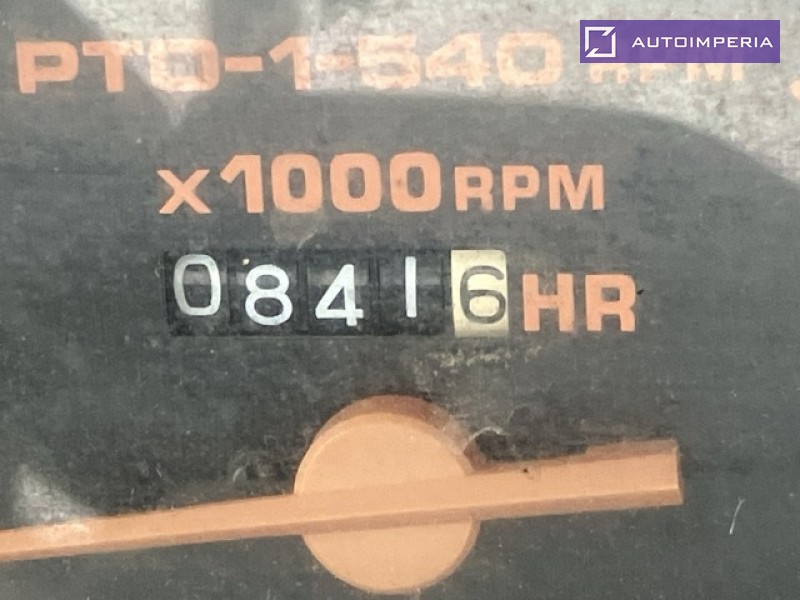 AUTOIMPERIA
PTO-1-540 RPM
x1000RPM
08416HR